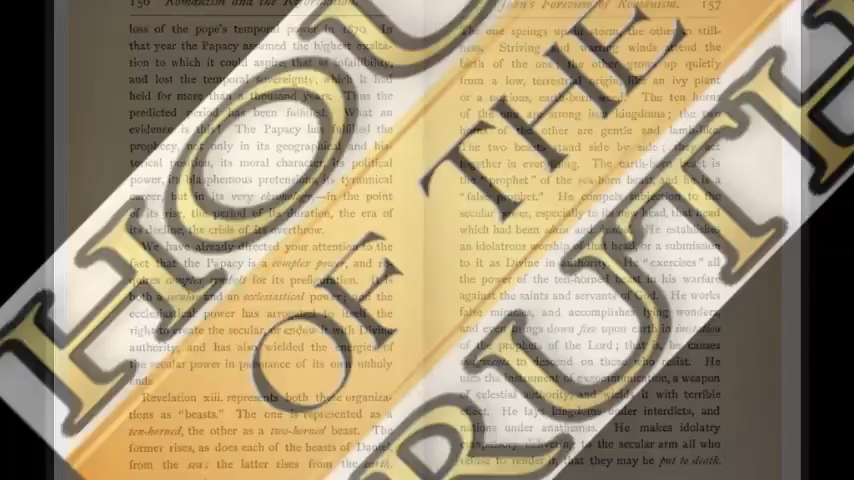 HOUR
OF THE
TRUTH
156 Romanism and the Reformation.
loss of the pope's temporal power in 1870. In
that year the Papacy assumed the highest exalta-
tion to which it could aspire, that of infallibility,
and lost the temporal sovereignty, which it had
held for more than a thousand years. Thus the
predicted period has been fulfilled. What an
evidence is this! The Papacy has fulfilled the
prophecy, not only in its geographical and his-
torical position, its moral character, its political
power, its blasphemous pretensions, its tyrannical
career, but in its very chronology,—in the point
of its rise, the period of its duration, the era of
its decline, the crisis of its overthrow.
We have already directed your attention to the
fact that the Papacy is a complex power, and re-
quires complex symbols for its prefiguration. It is
both a secular and an ecclesiastical power; and the
ecclesiastical power has arrogated to itself the
right to create the secular, or endow it with Divine
authority, and has also wielded the energies of
the secular power in pursuance of its own unholy
ends.
Revelation xiii. represents both these organiza-
tions as "beasts." The one is represented as a
ten-horned, the other as a two-horned beast. The
former rises, as does each of the beasts of Daniel,
from the sea; the latter rises from the earth.
John's Foreview of Romanism. 157
The one springs up in storm, the other in still-
ness. Striving and warring winds attend the
birth of the one, the other grows up quietly
from a low, terrestrial origin, like an ivy plant
or a noxious, earth-born weed. The ten horns
of the one are strong iron kingdoms; the two
horns of the other are gentle and lamb-like.
The two beasts stand side by side; they act
together in everything. The earth-born beast is
the "prophet" of the sea-born beast, and he is a
"false prophet." He compels subjection to the
secular power, especially to its new head, that head
which had been slain and healed. He establishes
an idolatrous worship of that head, or a submission
to it as Divine in authority. He "exercises" all
the power of the ten-horned beast in his warfare
against the saints and servants of God. He works
false miracles and accomplishes lying wonders,
and even brings down fire upon earth in imitation
of the prophets of the Lord; that is, he causes
judgments to descend on those who resist. He
uses the instrument of excommunication, a weapon
of celestial authority, and wields it with terrible
effect. He lays kingdoms under interdicts, and
nations under anathemas. He makes idolatry
compulsory, delivering to the secular arm all who
refuse to render it, that they may be put to death.